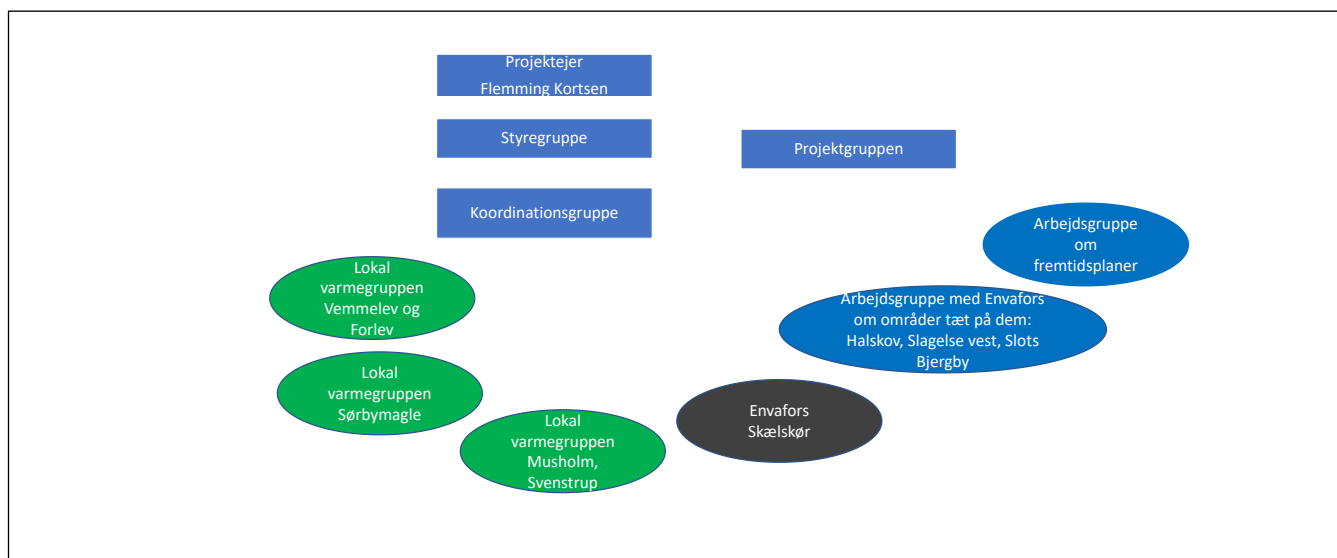 Projektejer
Flemming Kortsen
Styregruppe
Projektgruppen
Koordinationsgruppe
Arbejdsgruppe
om
fremtidsplaner
Lokal
varmegruppen
Vemmelev og
Forlev
Arbejdsgruppe med Envafors
om områder tæt på dem:
Halskov, Slagelse vest, Slots
Bjergby
Lokal
varmegruppen
Sørbymagle
Envafors
Skælskør
Lokal
varmegruppen
Musholm,
Svenstrup